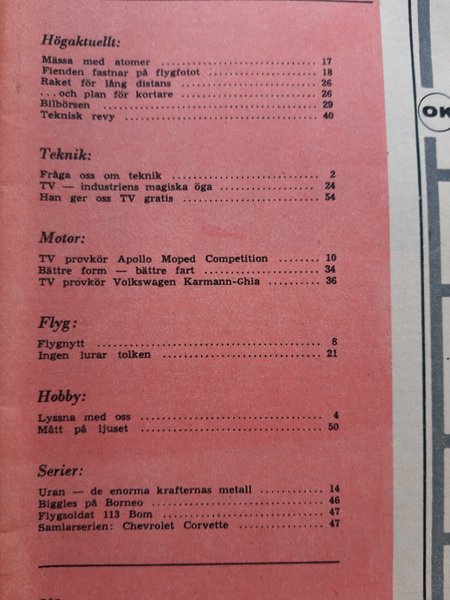 Högaktuellt:
Mässa med atomer 17
Fienden fastnar på flygfotot 18
Raket för lång distans 26
...och plan för kortare 26
Bilbörsen 29
Teknisk revy 40
Teknik:
Fråga oss om teknik 2
TV — industriens magiska öga 24
Han ger oss TV gratis 54
Motor:
TV provkör Apollo Moped Competition 10
Bättre form — bättre fart 34
TV provkör Volkswagen Karmann-Ghia 36
Flyg:
Flygnytt 8
Ingen lurar tolken 21
Hobby:
Lyssna med oss 4
Mått på ljuset 50
Serier:
Uran — de enorma krafternas metall 14
Biggles på Borneo 46
Flygsoldat 113 Bom 47
Samlarserien: Chevrolet Corvette 47
OK